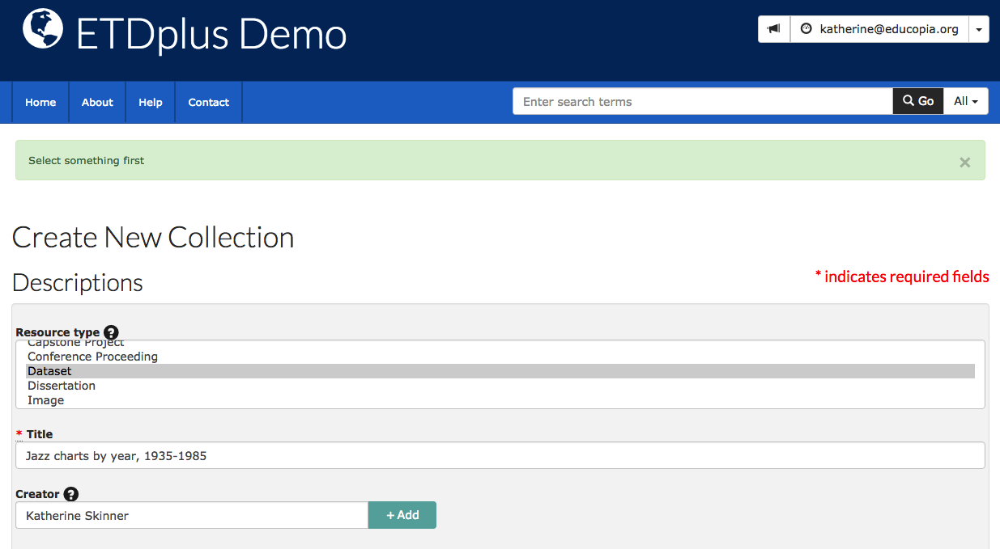 ETDplus Demo
katherine@educopia.org
Home About Help Contact
Enter search terms Go All
Select something first ×
Create New Collection
Descriptions
* indicates required fields
Resource type ?
Capstone Project
Conference Proceeding
Dataset
Dissertation
Image
* Title
Jazz charts by year, 1935-1985
Creator ?
Katherine Skinner + Add